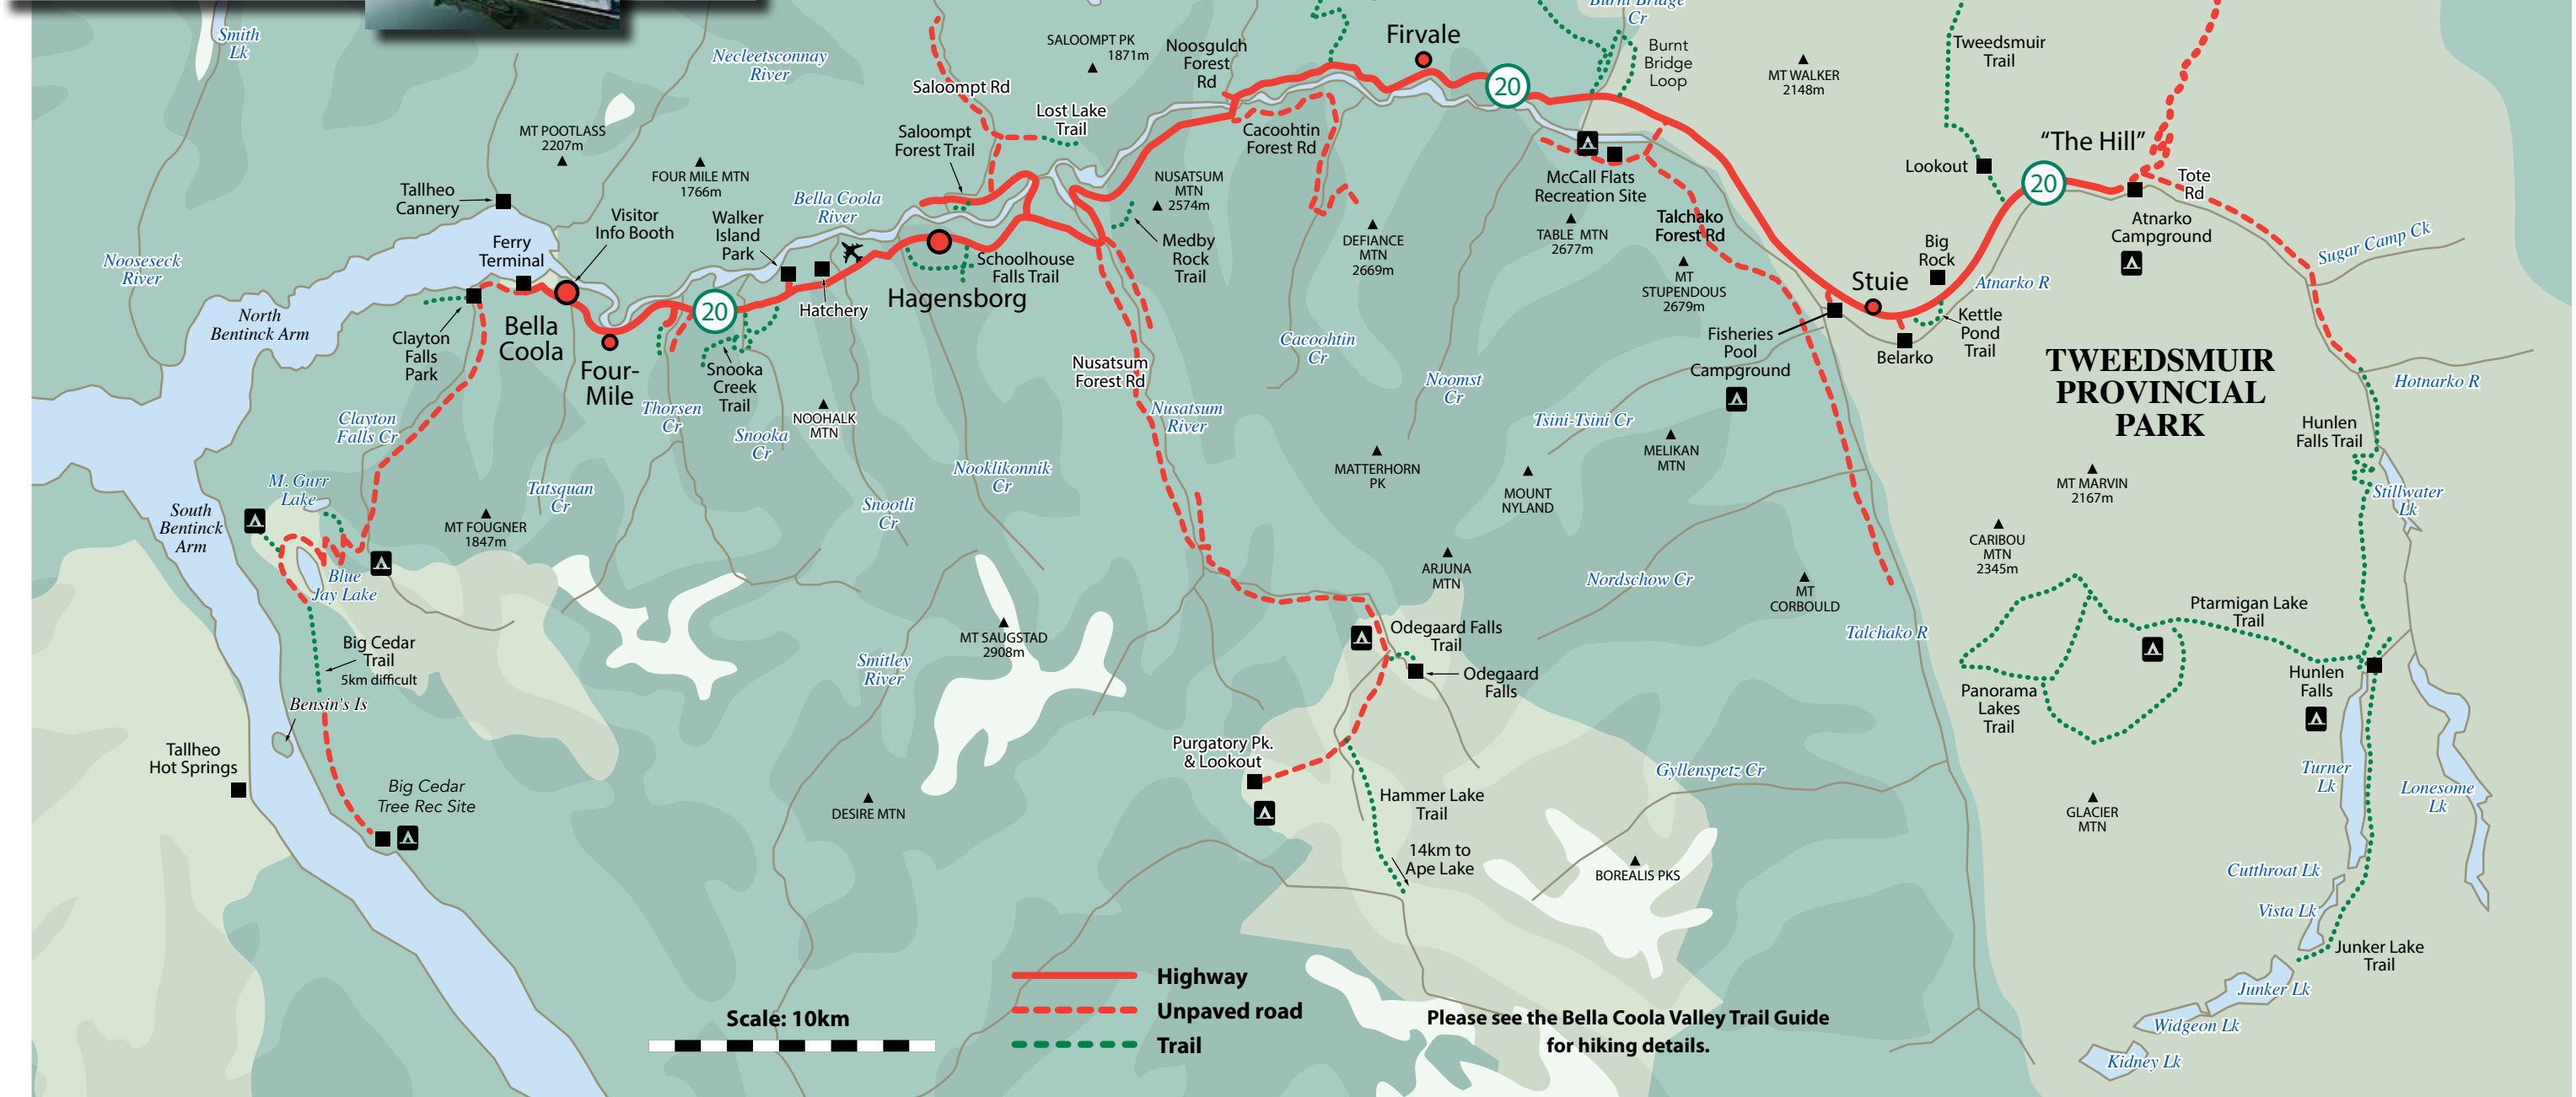 Burnt Bridge
Cr
Smith
Lk
Necleetsconnay
River
SALOOMPT PK
1871m
Noosgulch
Forest
Rd
Firvale
20
Burnt
Bridge
Loop
MT WALKER
2148m
Tweedsmuir
Trail
Saloompt Rd
Lost Lake
Trail
Saloompt
Forest Trail
Cacoohtin
Forest Rd
MT POOTLASS
2207m
FOUR MILE MTN
1766m
"The Hill"
Lookout
20
Tote
Rd
Tallheo
Cannery
Visitor
Info Booth
Walker
Island
Park
Bella Coola
River
NUSATSUM
MTN
2574m
McCall Flats
Recreation Site
TABLE MTN
2677m
Talchako
Forest Rd
Atnarko
Campground
Sugar Camp Ck
Nooseseck
River
Ferry
Terminal
Medby
Rock
Trail
DEFIANCE
MTN
2669m
MT
STUPENDOUS
2679m
Big
Rock
Stuie
Atnarko R
Schoolhouse
Falls Trail
Hagensborg
Hatchery
20
North
Bentinck Arm
Clayton
Falls
Park
Bella
Coola
Four-
Mile
Snooka
Creek
Trail
Nusatsum
Forest Rd
Cacoohtin
Cr
Fisheries
Pool
Campground
Belarko
Kettle
Pond
Trail
TWEEDSMUIR
PROVINCIAL
PARK
Hotnarko R
Clayton
Falls Cr
Thorsen
Cr
Snooka
Cr
NOOHALK
MTN
Nusatsum
River
Noomst
Cr
Tsini-Tsini Cr
MELIKAN
MTN
Hunlen
Falls Trail
M. Gurr
Lake
South
Bentinck
Arm
Tatsquan
Cr
Nooklikonnik
Cr
Snootli
Cr
MATTERHORN
PK
MOUNT
NYLAND
MT MARVIN
2167m
Stillwater
Lk
MT FOUGNER
1847m
CARIBOU
MTN
2345m
Blue
Jay Lake
ARJUNA
MTN
Nordschow Cr
MT
CORBOULD
Talchako R
Ptarmigan Lake
Trail
Big Cedar
Trail
5km difficult
Bensin's Is
MT SAUGSTAD
2908m
Smitley
River
Odegaard Falls
Trail
Odegaard
Falls
Panorama
Lakes
Trail
Hunlen
Falls
Tallheo
Hot Springs
Big Cedar
Tree Rec Site
Purgatory Pk.
& Lookout
DESIRE MTN
Hammer Lake
Trail
Gyllenspetz Cr
GLACIER
MTN
Turner
Lk
Lonesome
Lk
14km to
Ape Lake
BOREALIS PKS
Cutthroat Lk
Vista Lk
Junker Lake
Trail
Junker Lk
Widgeon Lk
Kidney Lk
Highway
Unpaved road
Trail
Scale: 10km
Please see the Bella Coola Valley Trail Guide
for hiking details.